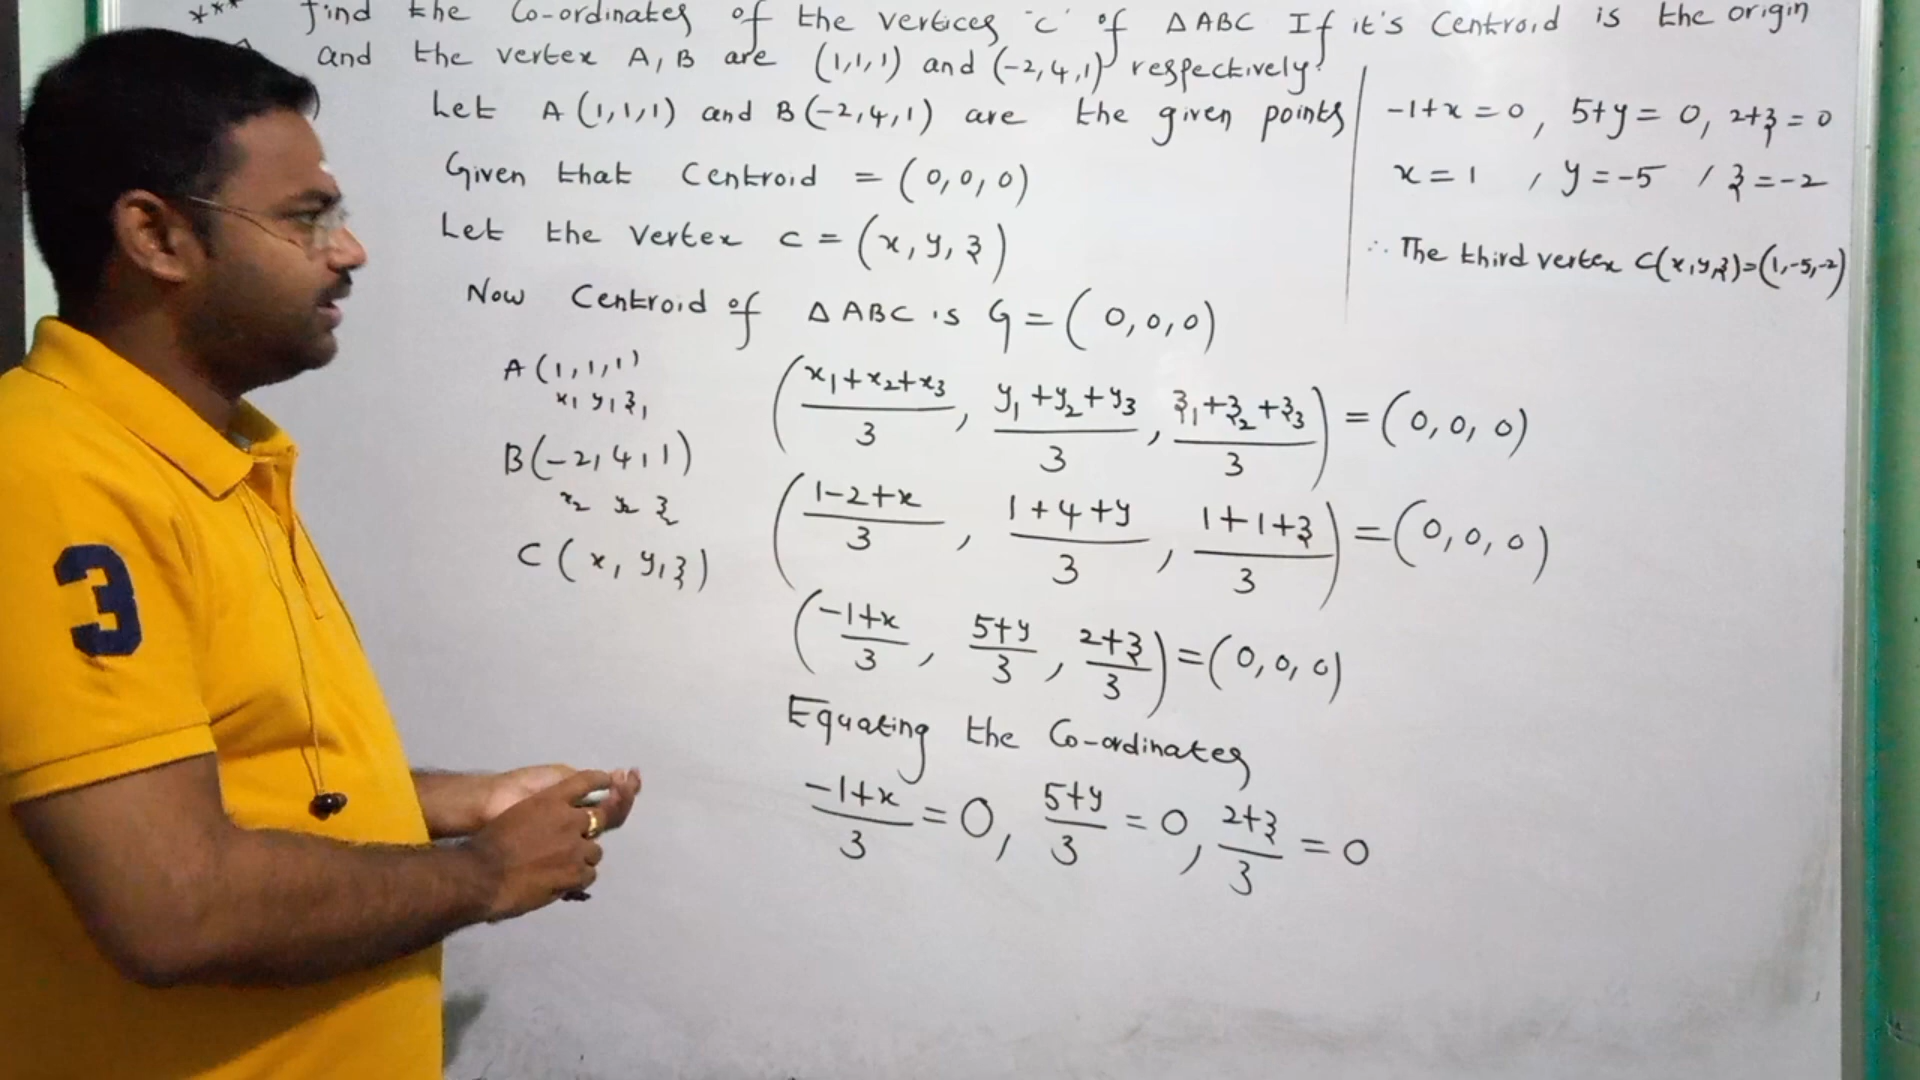 *** Find the Co-ordinates of the vertices 'c' of Δ ABC If it's Centroid is the origin
and the vertex A, B are (1,1,1) and (-2,4,1) respectively?
Let A(1,1,1) and B(-2,4,1) are the given points
Given that Centroid = (0,0,0)
Let the vertex c = (x, y, z)
Now Centroid of Δ ABC is G = (0,0,0)
A(1,1,1)
x1 y1 z1
B(-2,4,1)
x2 y2 z2
C(x, y, z)
((x1+x2+x3)/3, (y1+y2+y3)/3, (z1+z2+z3)/3) = (0,0,0)
((1-2+x)/3, (1+4+y)/3, (1+1+z)/3) = (0,0,0)
((-1+x)/3, (5+y)/3, (2+z)/3) = (0,0,0)
Equating the Co-ordinates
(-1+x)/3 = 0, (5+y)/3 = 0, (2+z)/3 = 0
-1+x=0, 5+y=0, 2+z=0
x=1, y=-5, z=-2
∴ The third vertex C(x,y,z)=(1,-5,-2)
3